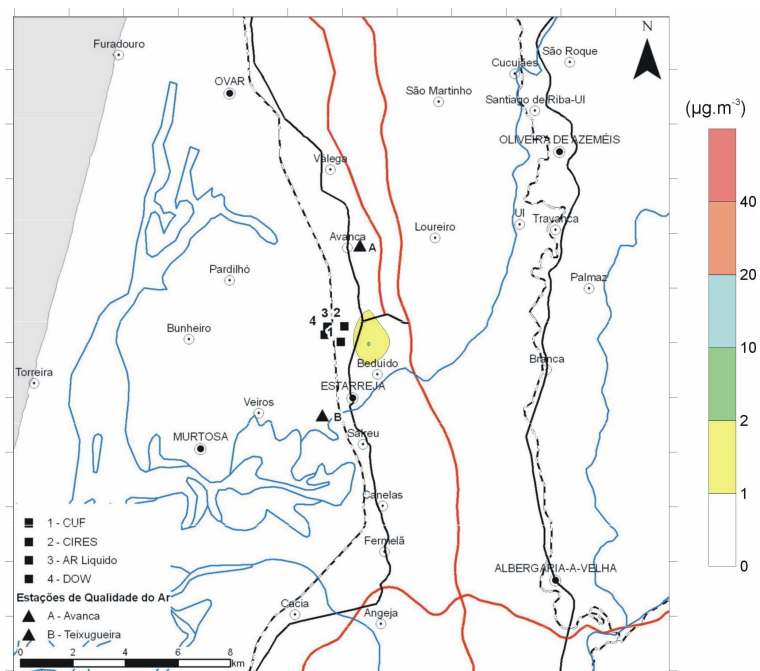 N
Furadouro
São Roque
Cucujães
OVAR
São Martinho
Santiago de Riba-Ul
OLIVEIRA DE AZEMÉIS
Válega
Ul
Travanca
Loureiro
Avanca
A
Pardilhó
Palmaz
3 2
4
1
Bunheiro
Branca
Beduido
Torreira
ESTARREJA
Veiros
B
MURTOSA
Salreu
Canelas
Fermelã
ALBERGARIA-A-VELHA
Cacia
Angeja
1 - CUF
2 - CIRES
3 - AR Liquido
4 - DOW
Estações de Qualidade do Ar
A - Avanca
B - Teixugueira
0 2 4 6 8
km
(µg.m-3)
40
20
10
2
1
0